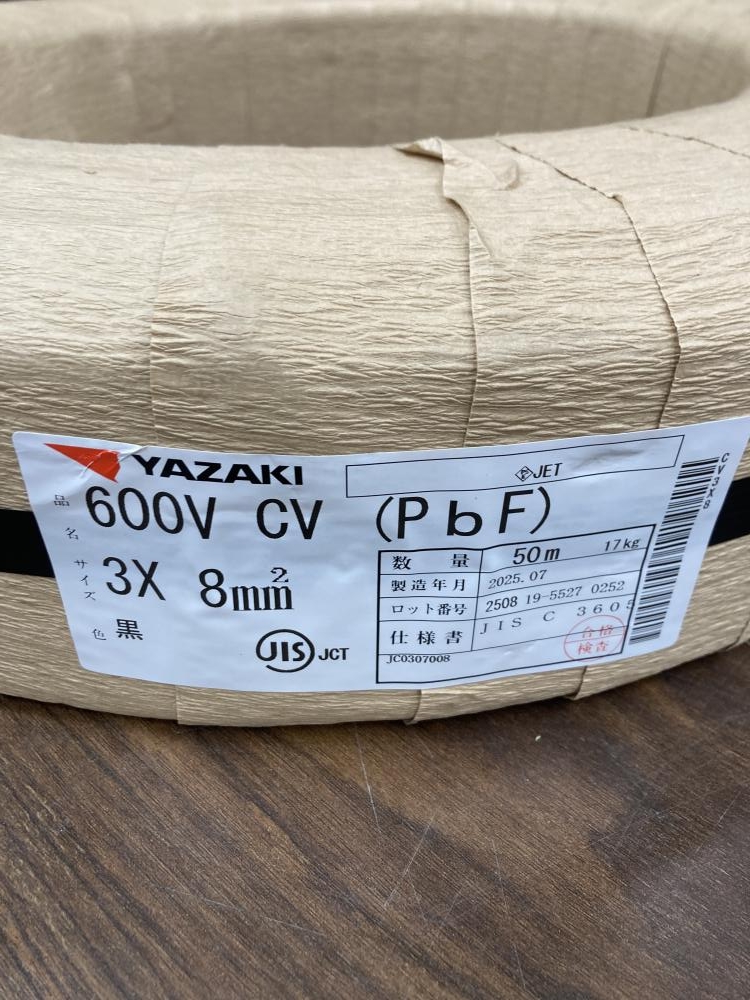 YAZAKI
<PS>E JET
品名 600V CV (PbF)
サイズ 3X 8mm²
色 黒
JIS JCT
数量 50m 17kg
製造年月 2025.07
ロット番号 2508 19-5527 0252
仕様書 JIS C 3605
JC0307008
合格
検査
CV3X8